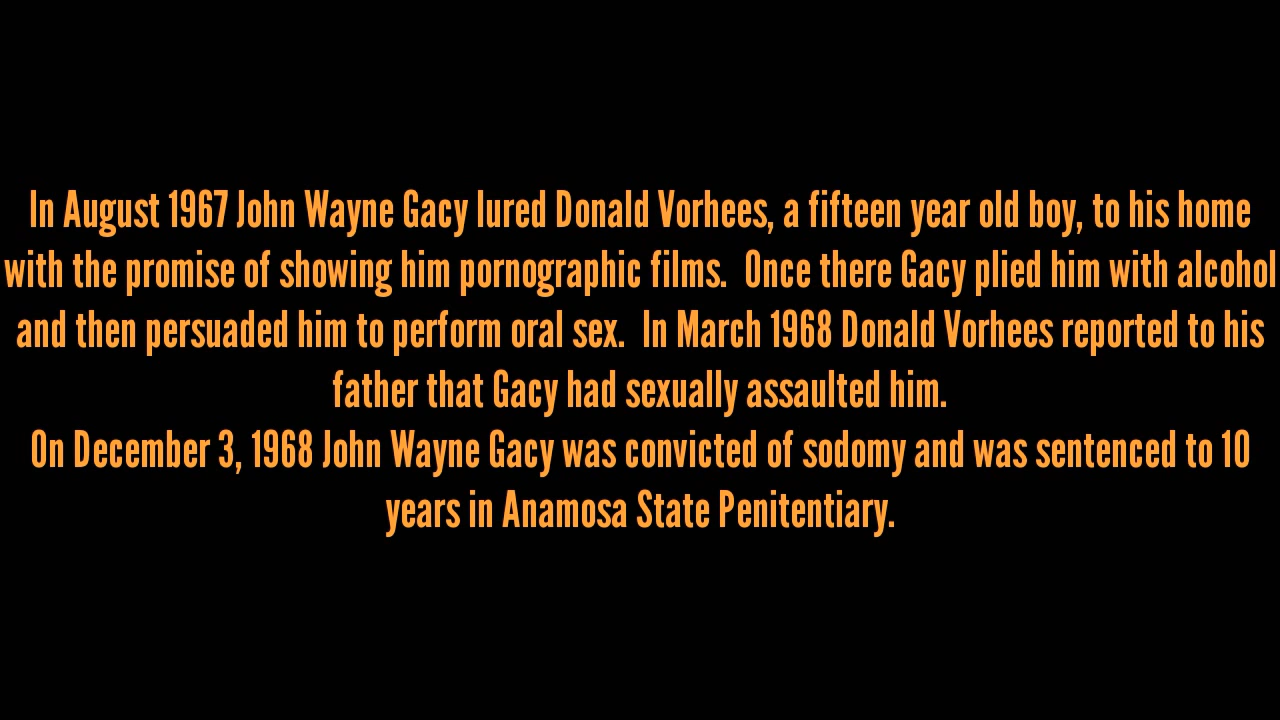 In August 1967 John Wayne Gacy lured Donald Vorhees, a fifteen year old boy, to his home
with the promise of showing him pornographic films.  Once there Gacy plied him with alcohol
and then persuaded him to perform oral sex.  In March 1968 Donald Vorhees reported to his
father that Gacy had sexually assaulted him.
On December 3, 1968 John Wayne Gacy was convicted of sodomy and was sentenced to 10
years in Anamosa State Penitentiary.